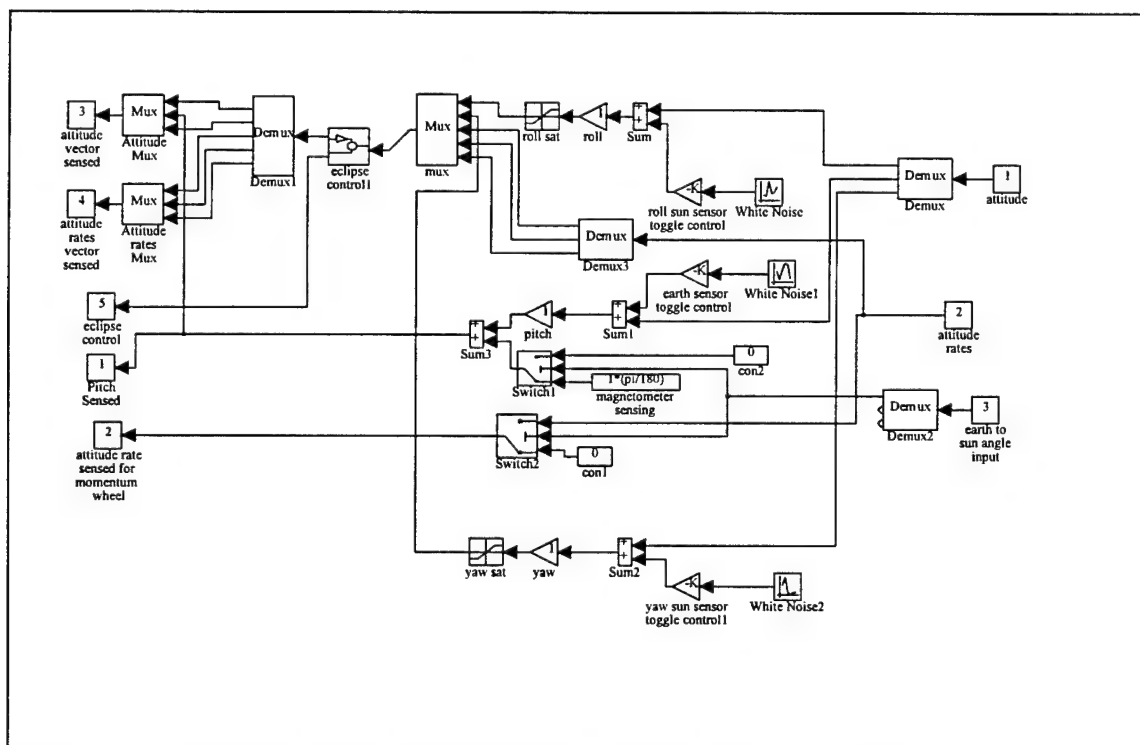 3
attitude
vector
sensed
Mux
Attitude
Mux
Demux
Demux1
eclipse
control1
Mux
mux
roll sat
1
roll
+
+
Sum
-K
roll sun sensor
toggle control
White Noise
Demux
Demux
1
attitude
4
attitude
rates
vector
sensed
Mux
Attitude
rates
Mux
Demux
Demux3
-K
earth sensor
toggle control
White Noise1
5
eclipse
control
1
pitch
+
+
Sum1
2
attitude
rates
+
+
Sum3
1
Pitch
Sensed
Switch1
0
con2
1*(pi/180)
magnetometer
sensing
Demux
Demux2
3
earth to
sun angle
input
2
attitude rate
sensed for
momentum
wheel
Switch2
0
con1
yaw sat
1
yaw
+
+
Sum2
-K
yaw sun sensor
toggle control1
White Noise2